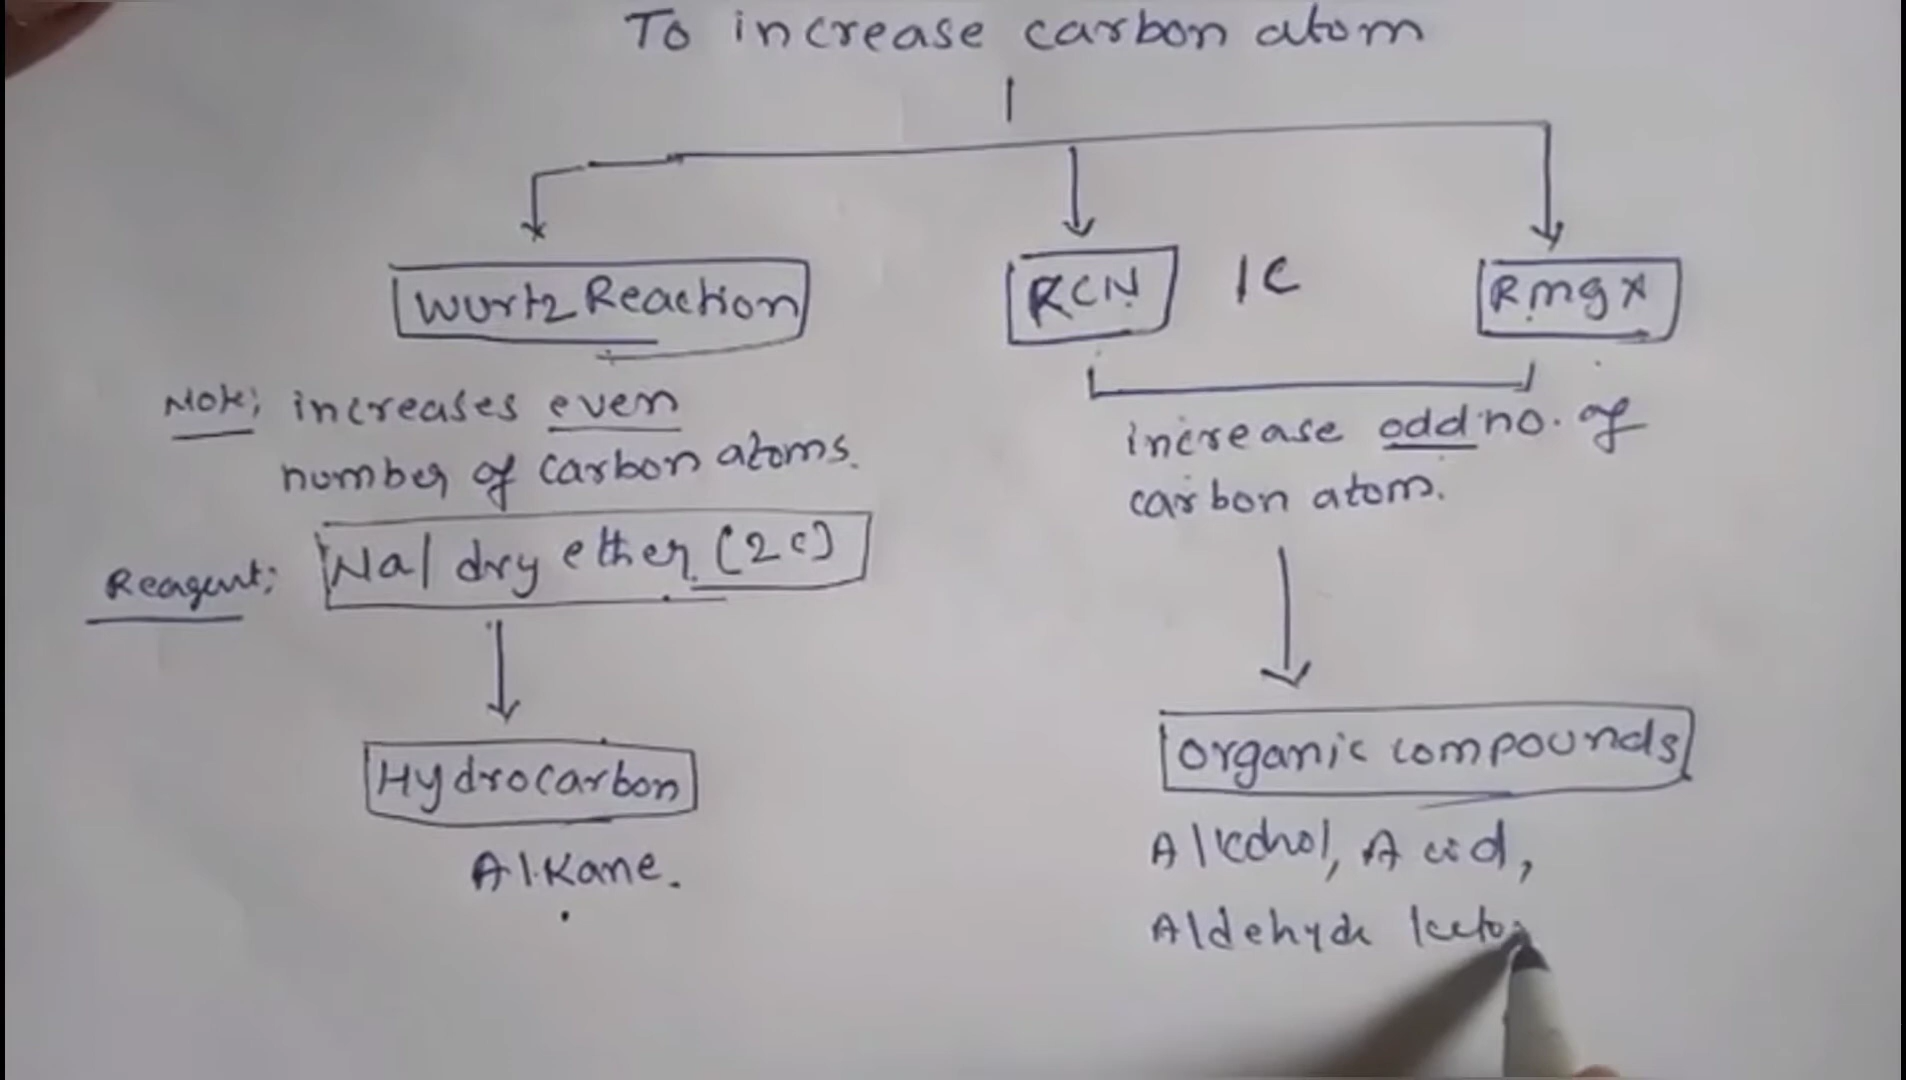 To increase carbon atom
Wurtz Reaction
RCN 1C
RmgX
Note; increases even
number of carbon atoms.
increase odd no. of
carbon atom.
Reagent: Na/ dry ether (2C)
Hydrocarbon
Alkane.
organic compounds
Alcohol, Acid,
Aldehyde keto